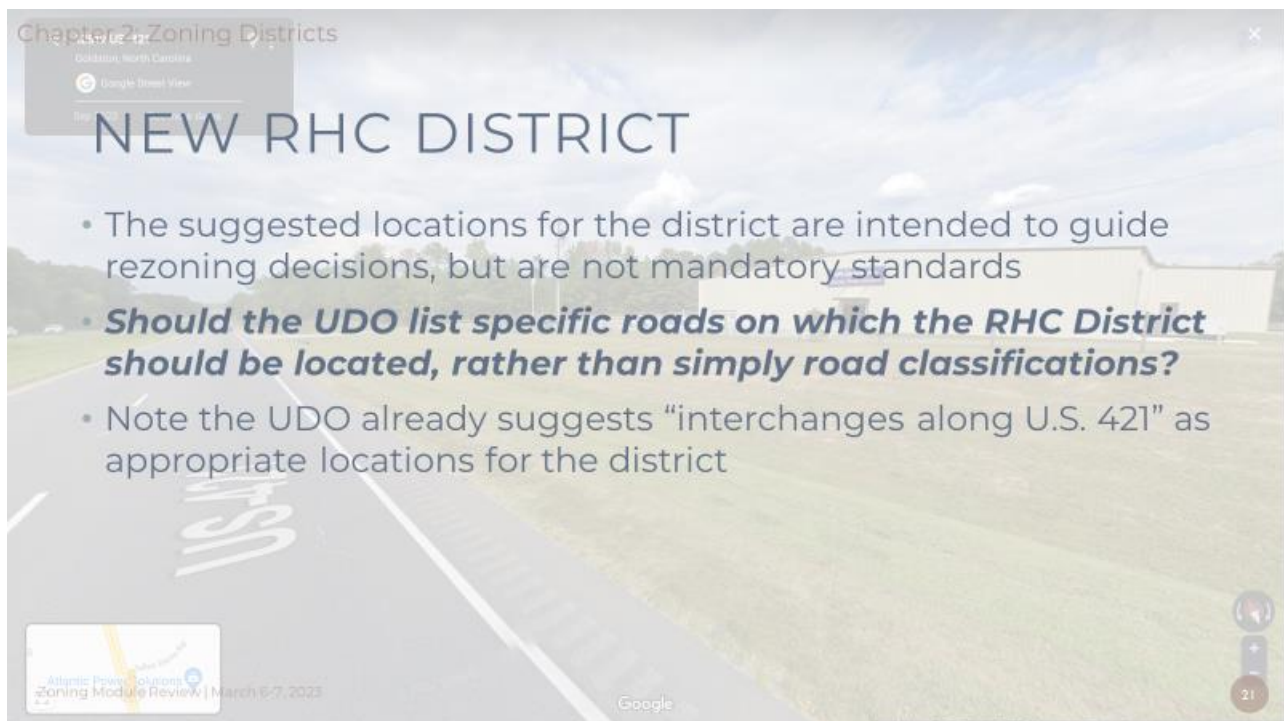 Chapter 2: Zoning Districts
Goldston, North Carolina
Google Street View
NEW RHC DISTRICT
• The suggested locations for the district are intended to guide
rezoning decisions, but are not mandatory standards
• Should the UDO list specific roads on which the RHC District
should be located, rather than simply road classifications?
• Note the UDO already suggests “interchanges along U.S. 421” as
appropriate locations for the district
Atlantic Power Solutions
Zoning Module Review | March 6-7, 2023
Google
21